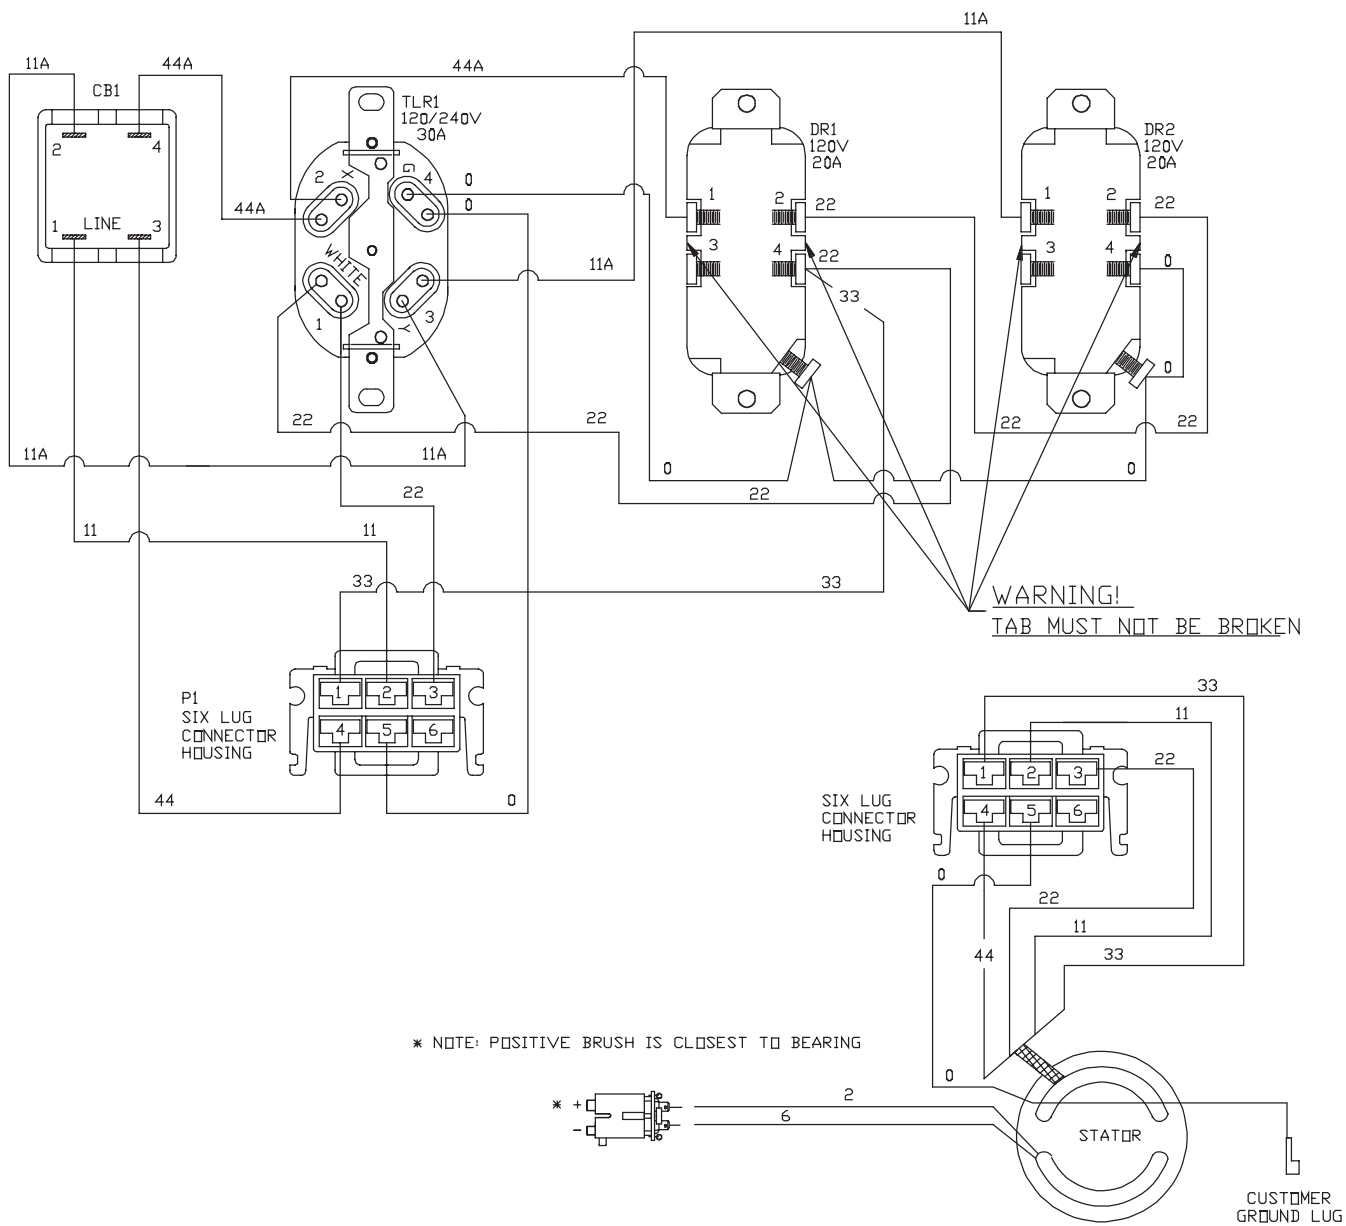 11A
11A
44A
44A
CB1
TLR1
120/240V
30A
DR1
120V
20A
DR2
120V
20A
2
4
1
LINE
3
2
X
G
4
0
0
44A
WHITE
1
Y
3
11A
1
2
22
3
4
22
33
1
2
22
3
4
0
0
22
22
22
22
11A
11A
0
0
22
22
11
11
33
33
WARNING!
TAB MUST NOT BE BROKEN
P1
SIX LUG
CONNECTOR
HOUSING
1
2
3
4
5
6
44
0
33
11
22
SIX LUG
CONNECTOR
HOUSING
1
2
3
4
5
6
0
22
11
44
33
* NOTE: POSITIVE BRUSH IS CLOSEST TO BEARING
0
* +
-
2
6
STATOR
CUSTOMER
GROUND LUG